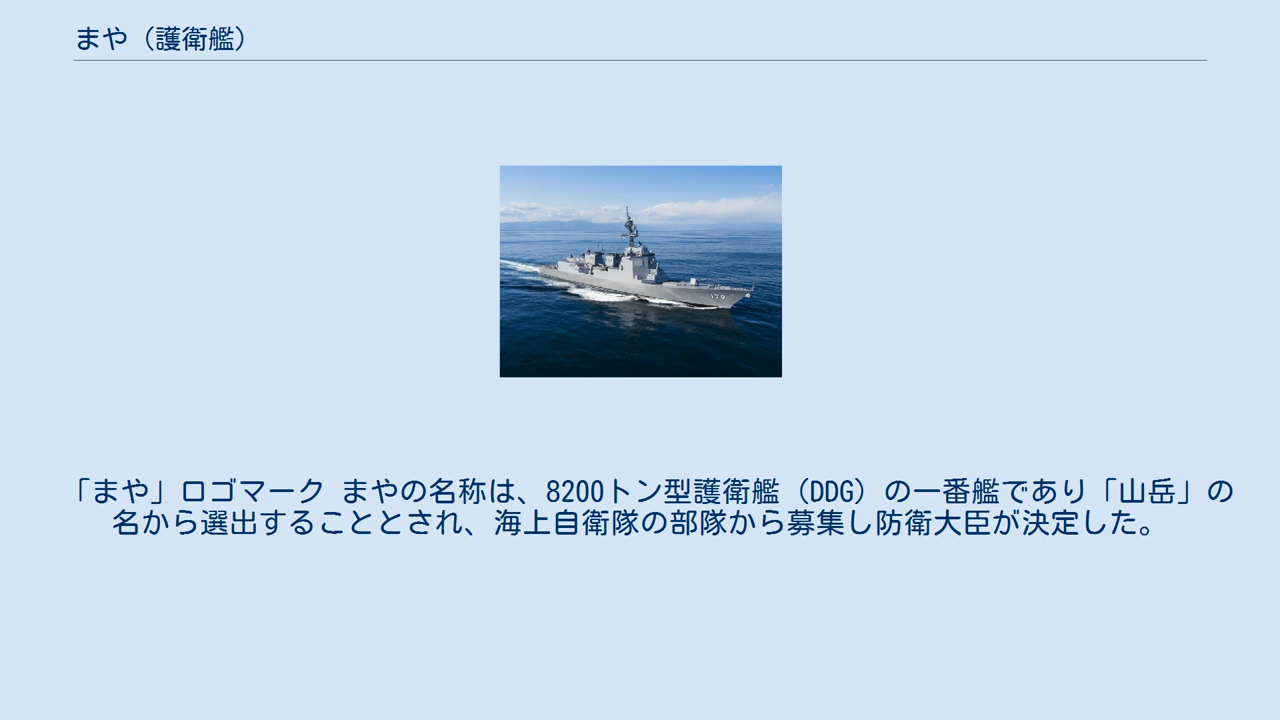 まや（護衛艦）
179
「まや」ロゴマーク まやの名称は、8200トン型護衛艦（DDG）の一番艦であり「山岳」の
名から選出することとされ、海上自衛隊の部隊から募集し防衛大臣が決定した。